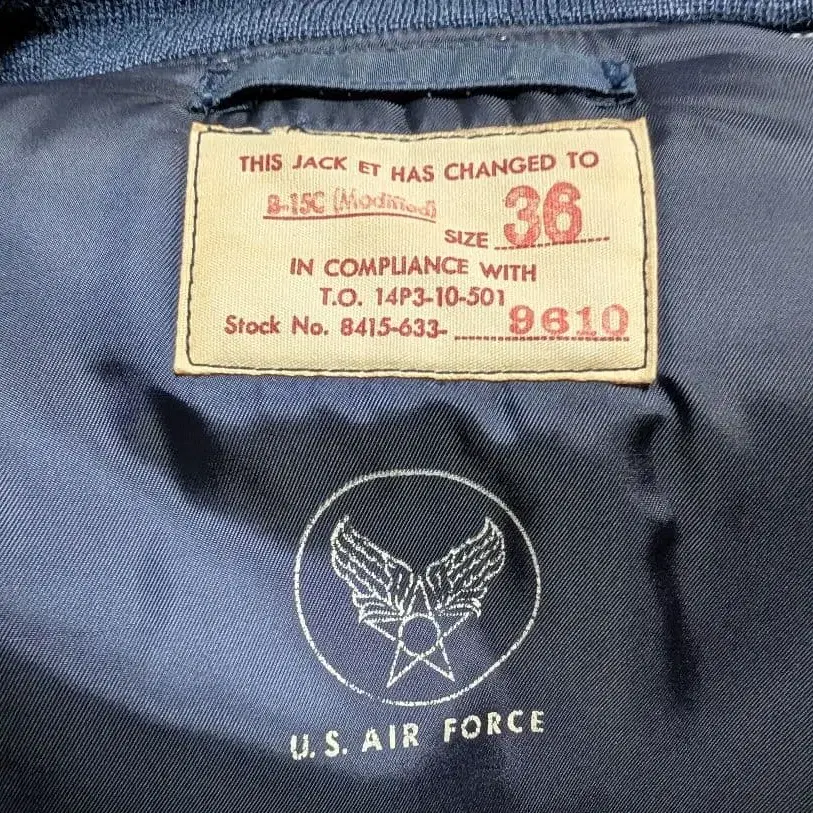 THIS JACK ET HAS CHANGED TO
B-15C (Modified)
SIZE 36
IN COMPLIANCE WITH
T.O. 14P3-10-501
Stock No. 8415-633- 9610
U.S. AIR FORCE